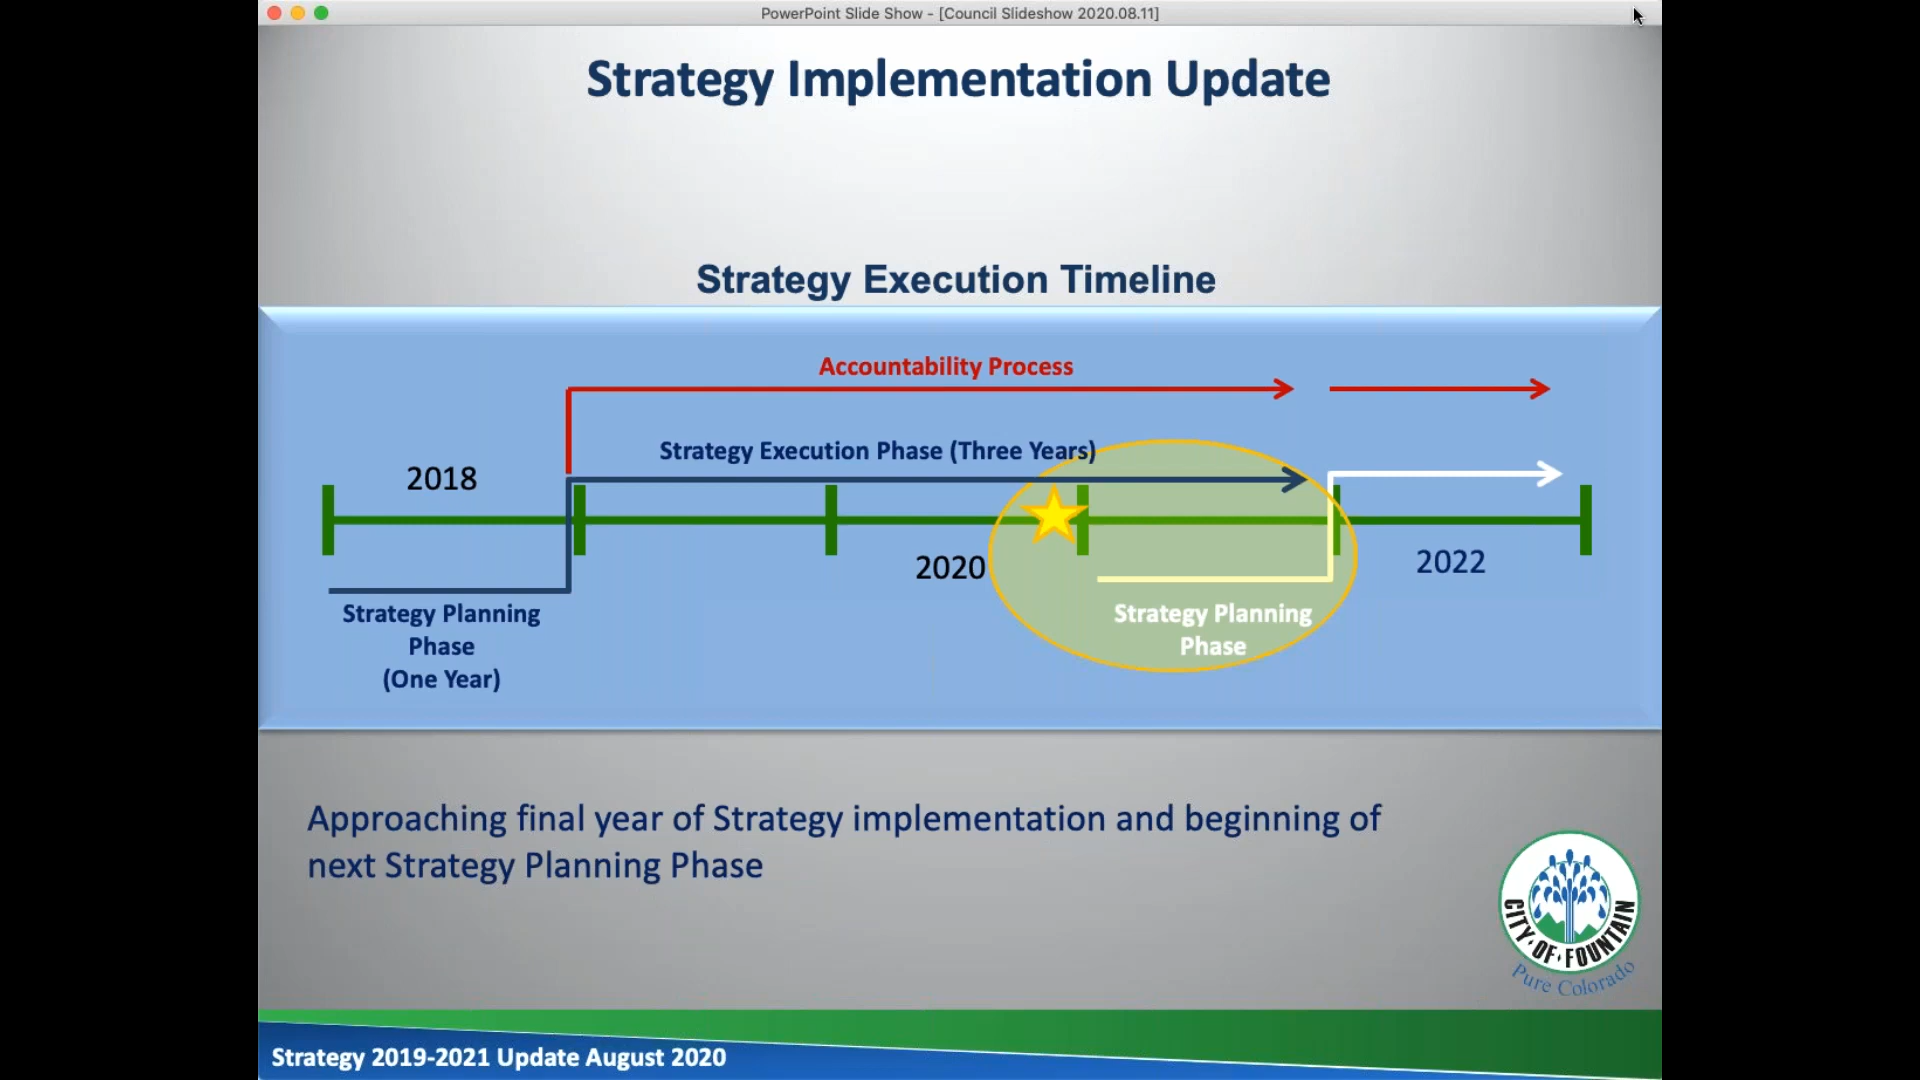 PowerPoint Slide Show - [Council Slideshow 2020.08.11]
Strategy Implementation Update
Strategy Execution Timeline
Accountability Process
Strategy Execution Phase (Three Years)
2018
2020
2022
Strategy Planning
Phase
(One Year)
Strategy Planning
Phase
Approaching final year of Strategy implementation and beginning of
next Strategy Planning Phase
CITY·OF·FOUNTAIN
Pure Colorado
Strategy 2019-2021 Update August 2020